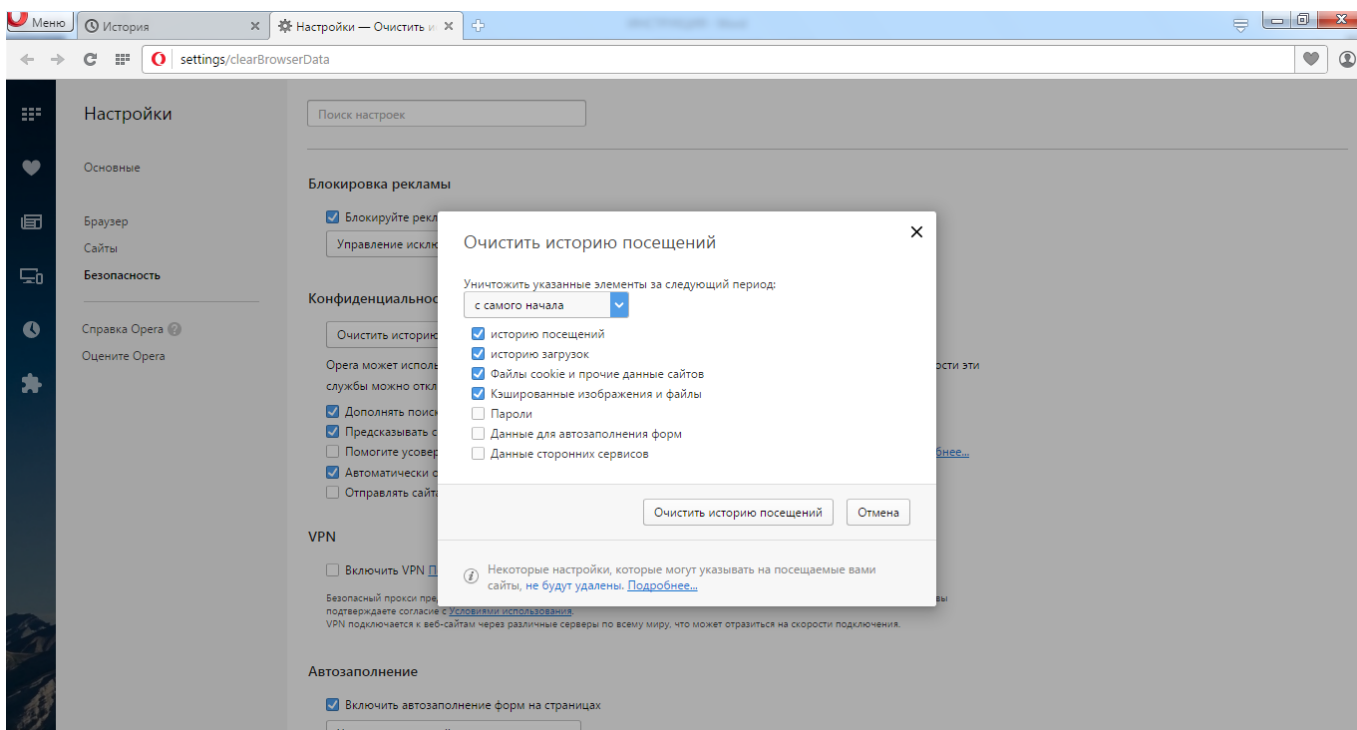 Меню
История
Настройки — Очистить и
settings/clearBrowserData
Настройки
Основные
Браузер
Сайты
Безопасность
Справка Opera ?
Оцените Opera
Поиск настроек
Блокировка рекламы
Блокируйте рекл
Управление исклю
Конфиденциальнос
Очистить историю
Opera может исполь
ости эти
службы можно откл
Дополнять поиск
Предсказывать с
Помогите усовер
бнее...
Автоматически о
Отправлять сайта
VPN
Включить VPN П
Безопасный прокси пре
вы
подтверждаете согласие с Условиями использования.
VPN подключается к веб-сайтам через различные серверы по всему миру, что может отразиться на скорости подключения.
Автозаполнение
Включить автозаполнение форм на страницах
Очистить историю посещений
Уничтожить указанные элементы за следующий период:
с самого начала
историю посещений
историю загрузок
Файлы cookie и прочие данные сайтов
Кэшированные изображения и файлы
Пароли
Данные для автозаполнения форм
Данные сторонних сервисов
Очистить историю посещений
Отмена
Некоторые настройки, которые могут указывать на посещаемые вами
сайты, не будут удалены. Подробнее...